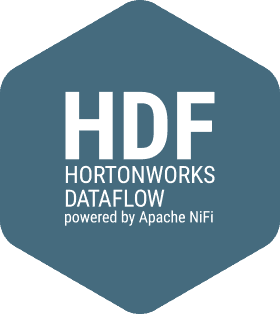 HDF
HORTONWORKS
DATAFLOW
powered by Apache NiFi